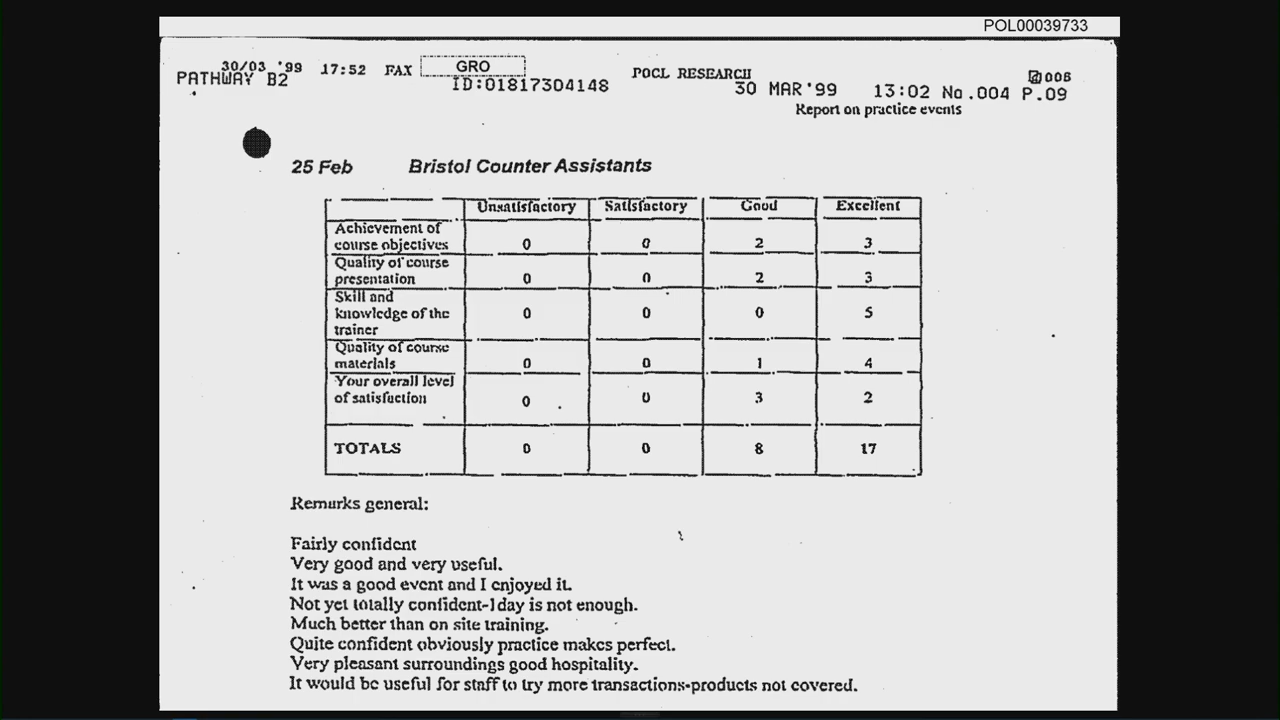 POL00039733
30/03 '99 17:52 FAX GRO POCL RESEARCH 006
PATHWAY B2 ID:01817304148 30 MAR'99 13:02 No.004 P.09
Report on practice events
25 Feb Bristol Counter Assistants
Unsatisfactory Satisfactory Good Excellent
Achievement of
course objectives 0 0 2 3
Quality of course
presentation 0 0 2 3
Skill and
knowledge of the 0 0 0 5
trainer
Quality of course
materials 0 0 1 4
Your overall level
of satisfaction 0 0 3 2
TOTALS 0 0 8 17
Remarks general:
Fairly confident
Very good and very useful.
It was a good event and I enjoyed it.
Not yet totally confident-1day is not enough.
Much better than on site training.
Quite confident obviously practice makes perfect.
Very pleasant surroundings good hospitality.
It would be useful for staff to try more transactions-products not covered.